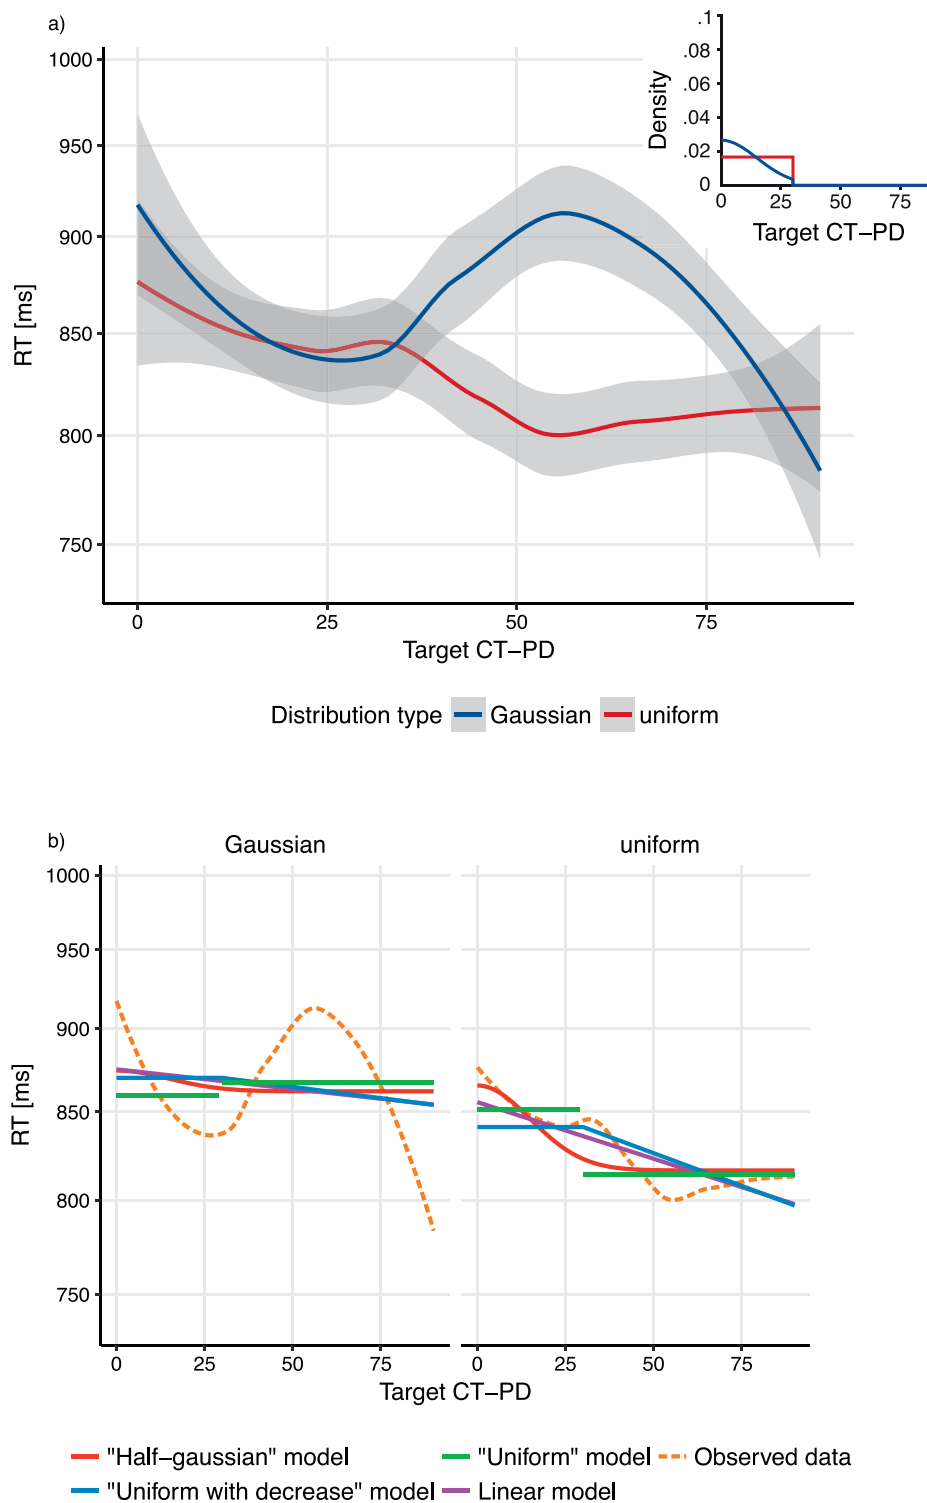 a)
1000
950
900
850
800
750
RT [ms]
0
25
50
75
Target CT−PD
.1
.08
.06
.04
.02
0
Density
0
25
50
75
Target CT−PD
Distribution type
Gaussian
uniform
b)
Gaussian
uniform
1000
950
900
850
800
750
RT [ms]
0
25
50
75
0
25
50
75
Target CT−PD
"Half−gaussian" model
"Uniform" model
Observed data
"Uniform with decrease" model
Linear model